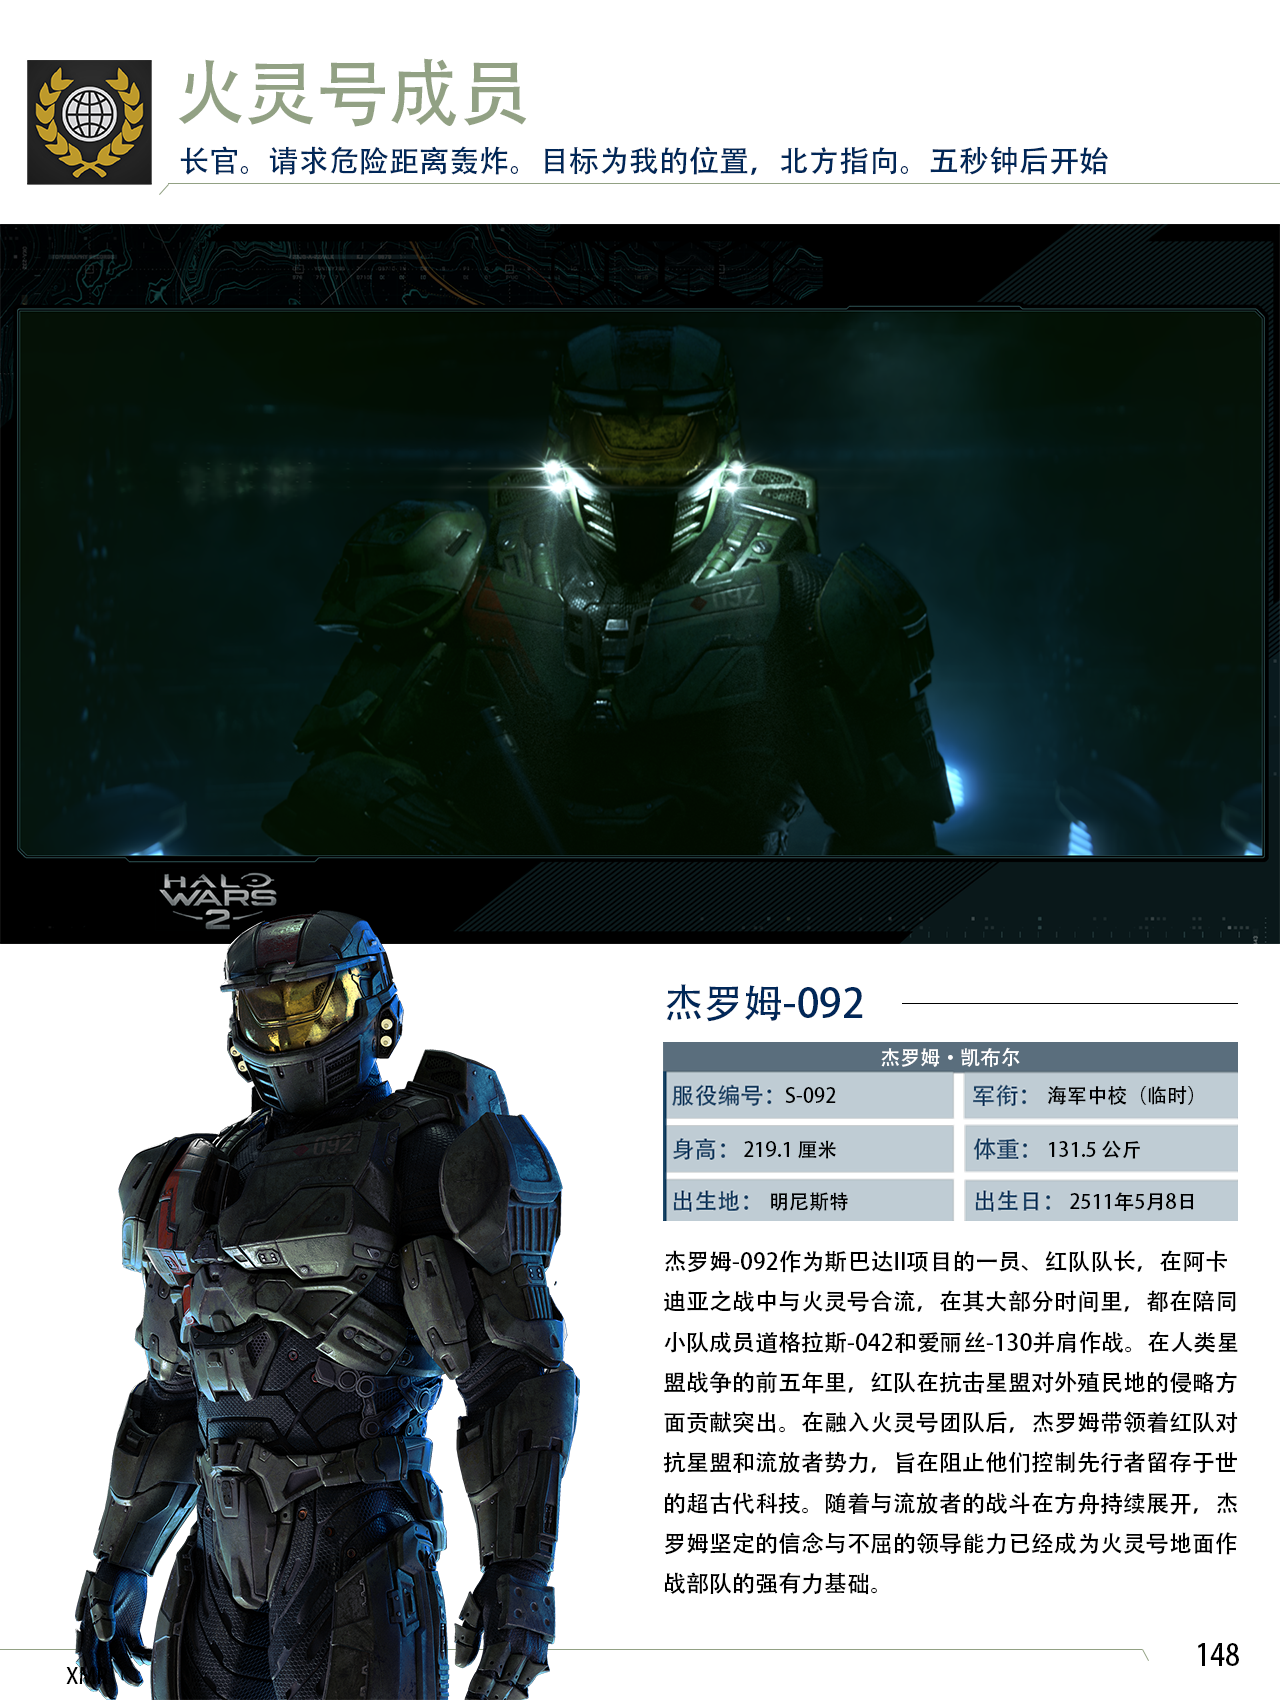 火灵号成员
长官。请求危险距离轰炸。目标为我的位置，北方指向。五秒钟后开始
092
HALO
WARS
2
092
杰罗姆-092
杰罗姆·凯布尔
服役编号：S-092
军衔： 海军中校（临时）
身高： 219.1 厘米
体重： 131.5 公斤
出生地： 明尼斯特
出生日： 2511年5月8日
杰罗姆-092作为斯巴达II项目的一员、红队队长，在阿卡
迪亚之战中与火灵号合流，在其大部分时间里，都在陪同
小队成员道格拉斯-042和爱丽丝-130并肩作战。在人类星
盟战争的前五年里，红队在抗击星盟对外殖民地的侵略方
面贡献突出。在融入火灵号团队后，杰罗姆带领着红队对
抗星盟和流放者势力，旨在阻止他们控制先行者留存于世
的超古代科技。随着与流放者的战斗在方舟持续展开，杰
罗姆坚定的信念与不屈的领导能力已经成为火灵号地面作
战部队的强有力基础。
148